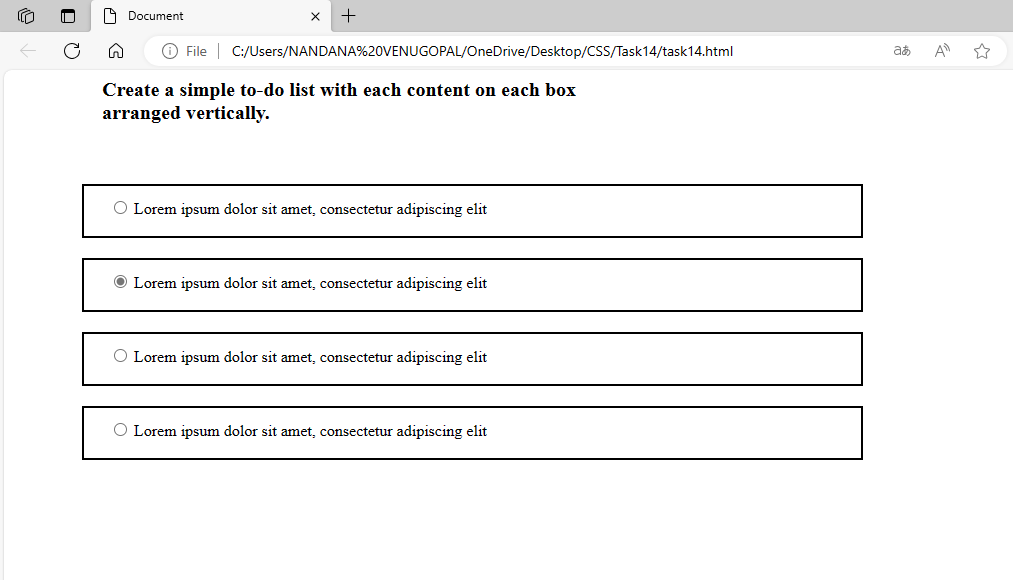 Document
File
C:/Users/NANDANA%20VENUGOPAL/OneDrive/Desktop/CSS/Task14/task14.html
aあ
A
Create a simple to-do list with each content on each box
arranged vertically.
Lorem ipsum dolor sit amet, consectetur adipiscing elit
Lorem ipsum dolor sit amet, consectetur adipiscing elit
Lorem ipsum dolor sit amet, consectetur adipiscing elit
Lorem ipsum dolor sit amet, consectetur adipiscing elit